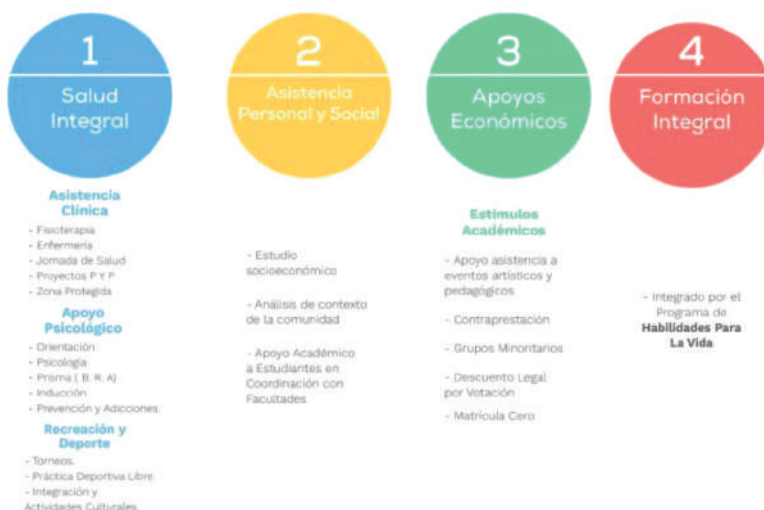 1
Salud
Integral
Asistencia
Clínica
- Fisioterapia
- Enfermería
- Jornada de Salud
- Proyectos P Y P
- Zona Protegida
Apoyo
Psicológico
- Orientación
- Psicología.
- Prisma ( B. R. A)
- Inducción
- Prevención y Adicciones.
Recreación y
Deporte
- Torneos.
- Práctica Deportiva Libre.
- Integración y
Actividades Culturales.
2
Asistencia
Personal y Social
- Estudio
socioeconómico
- Análisis de contexto
de la comunidad
- Apoyo Académico
a Estudiantes en
Coordinación con
Facultades
3
Apoyos
Económicos
Estímulos
Académicos
- Apoyo asistencia a
eventos artísticos y
pedagógicos
- Contraprestación
- Grupos Minoritarios
- Descuento Legal
por Votación
- Matrícula Cero
4
Formación
Integral
- Integrado por el
Programa de
Habilidades Para
La Vida